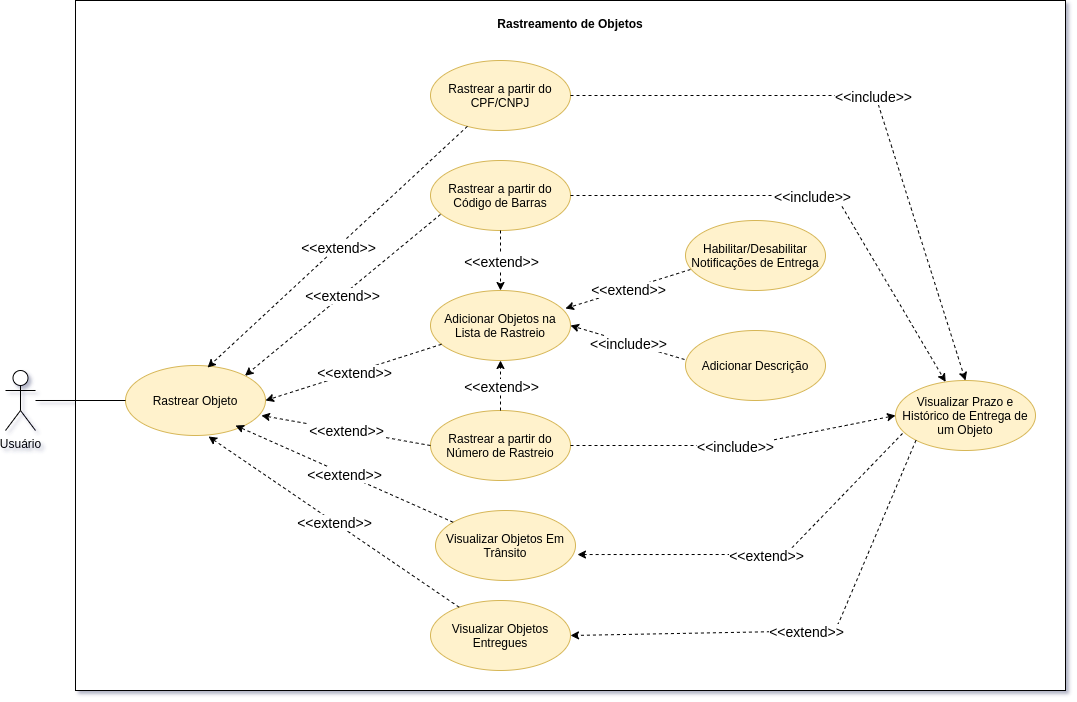 Rastreamento de Objetos
Rastrear a partir do
CPF/CNPJ
<<include>>
Rastrear a partir do
Código de Barras
<<include>>
<<extend>>
<<extend>>
<<extend>>
Habilitar/Desabilitar
Notificações de Entrega
<<extend>>
Adicionar Objetos na
Lista de Rastreio
<<include>>
Adicionar Descrição
<<extend>>
<<extend>>
Rastrear Objeto
Usuário
Visualizar Prazo e
Histórico de Entrega de
um Objeto
<<extend>>
Rastrear a partir do
Número de Rastreio
<<include>>
<<extend>>
<<extend>>
Visualizar Objetos Em
Trânsito
<<extend>>
Visualizar Objetos
Entregues
<<extend>>